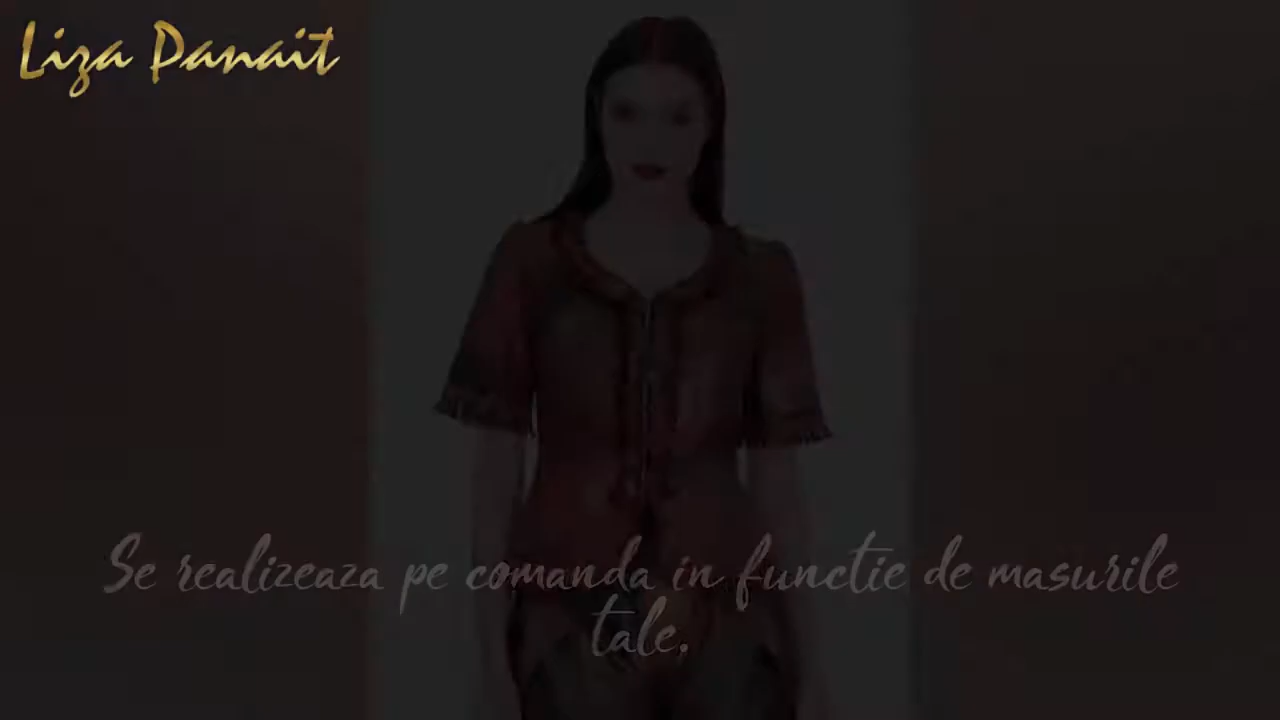 Liza Panait
Se realizeaza pe comanda in functie de masurile
tale.